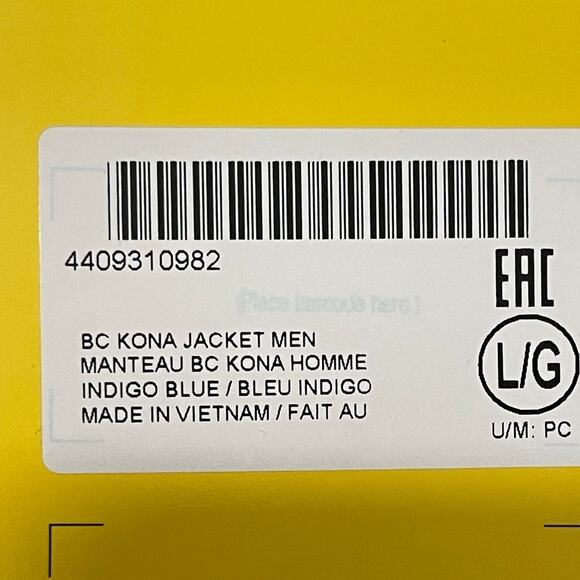 4409310982
(Place barcode here.)
EAC
BC KONA JACKET MEN
MANTEAU BC KONA HOMME
INDIGO BLUE / BLEU INDIGO
MADE IN VIETNAM / FAIT AU
L/G
U/M: PC